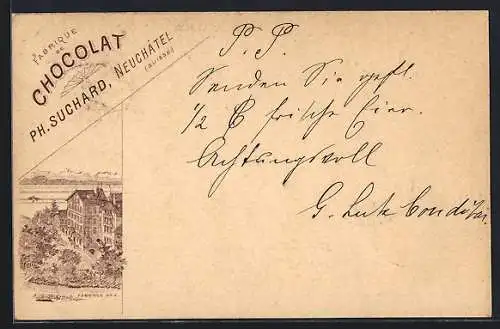 FABRIQUE
DE
CHOCOLAT
PH. SUCHARD, NEUCHÂTEL
(SUISSE)
P. P.
Senden Sie gefl.
1/2 frische Eier.
Achtungsvoll
G.